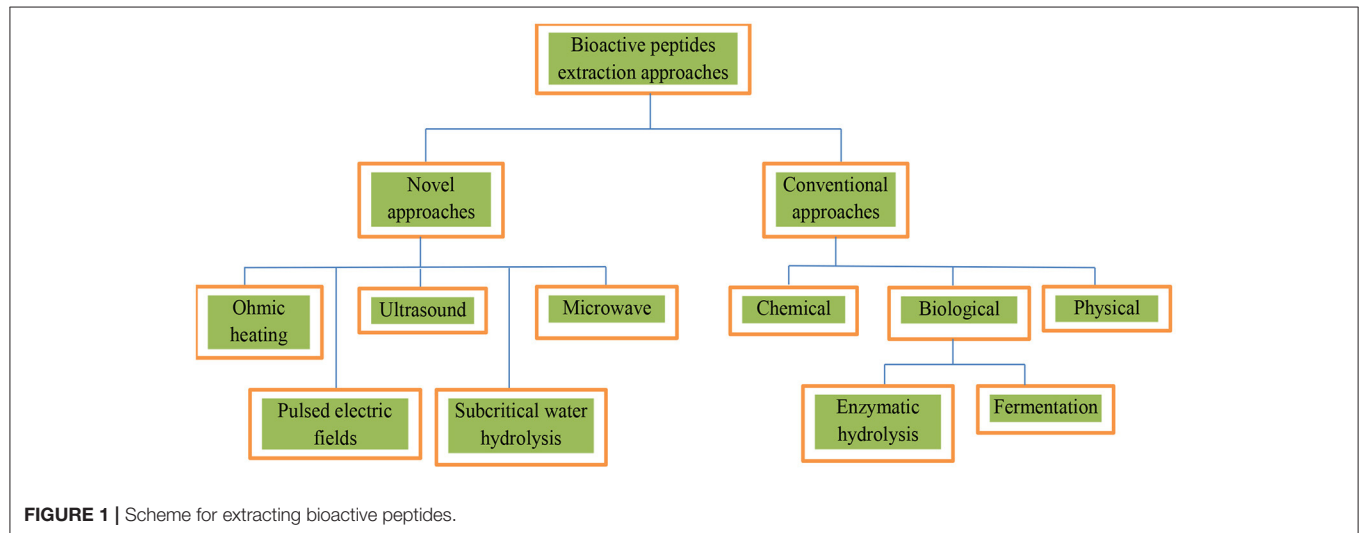 Bioactive peptides
extraction approaches
Novel
approaches
Conventional
approaches
Ohmic
heating
Ultrasound
Microwave
Chemical
Biological
Physical
Pulsed electric
fields
Subcritical water
hydrolysis
Enzymatic
hydrolysis
Fermentation
FIGURE 1 | Scheme for extracting bioactive peptides.